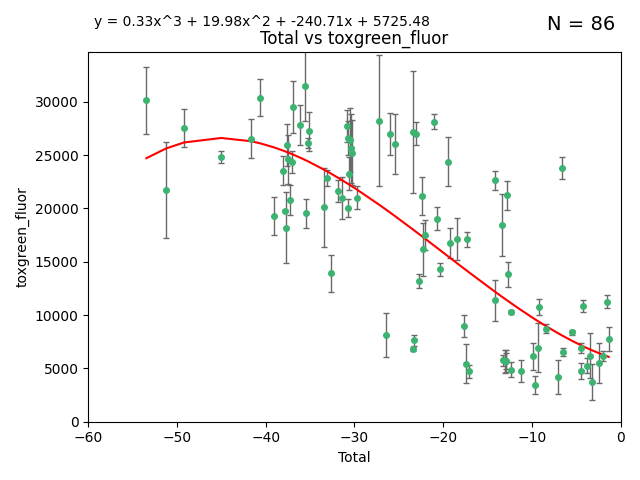 y = 0.33x^3 + 19.98x^2 + -240.71x + 5725.48
N = 86
Total vs toxgreen_fluor
30000
25000
20000
15000
10000
5000
0
toxgreen_fluor
−60 −50 −40 −30 −20 −10 0
Total